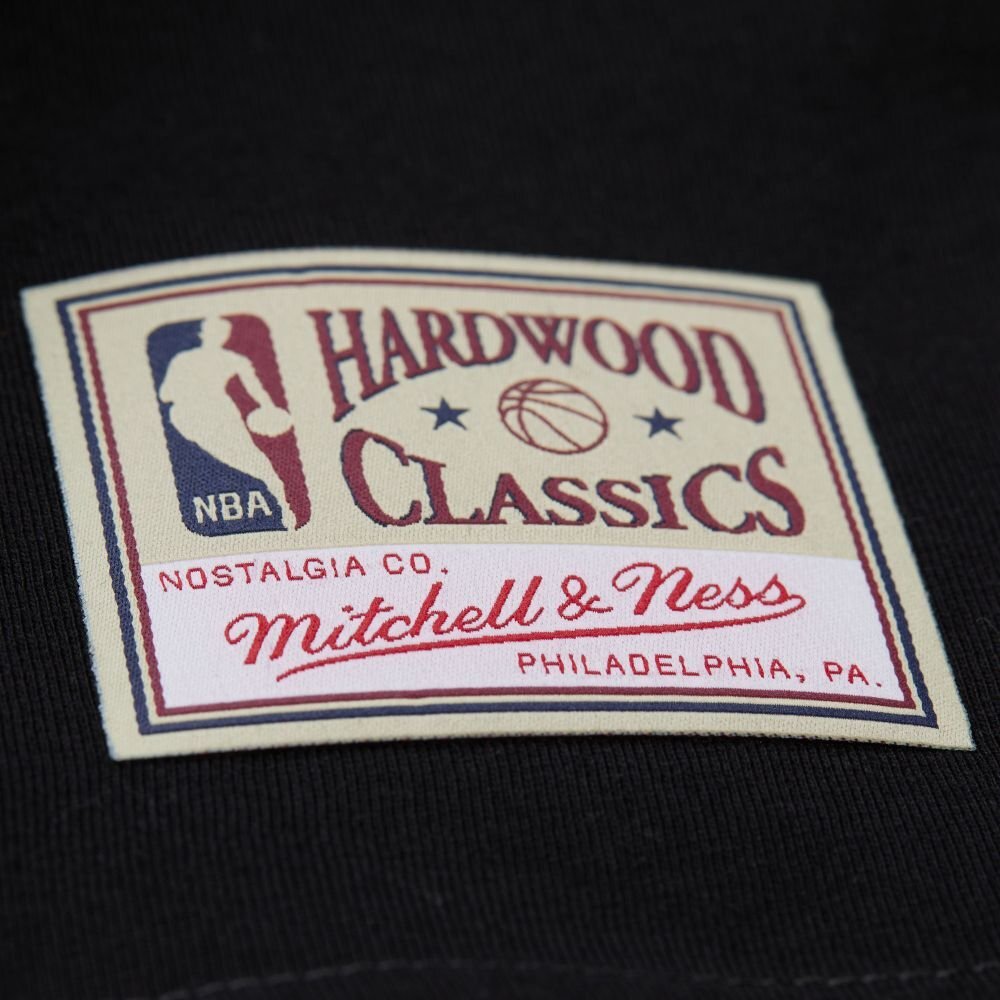 NBA
HARDWOOD
CLASSICS
NOSTALGIA CO.
Mitchell & Ness
PHILADELPHIA, PA.